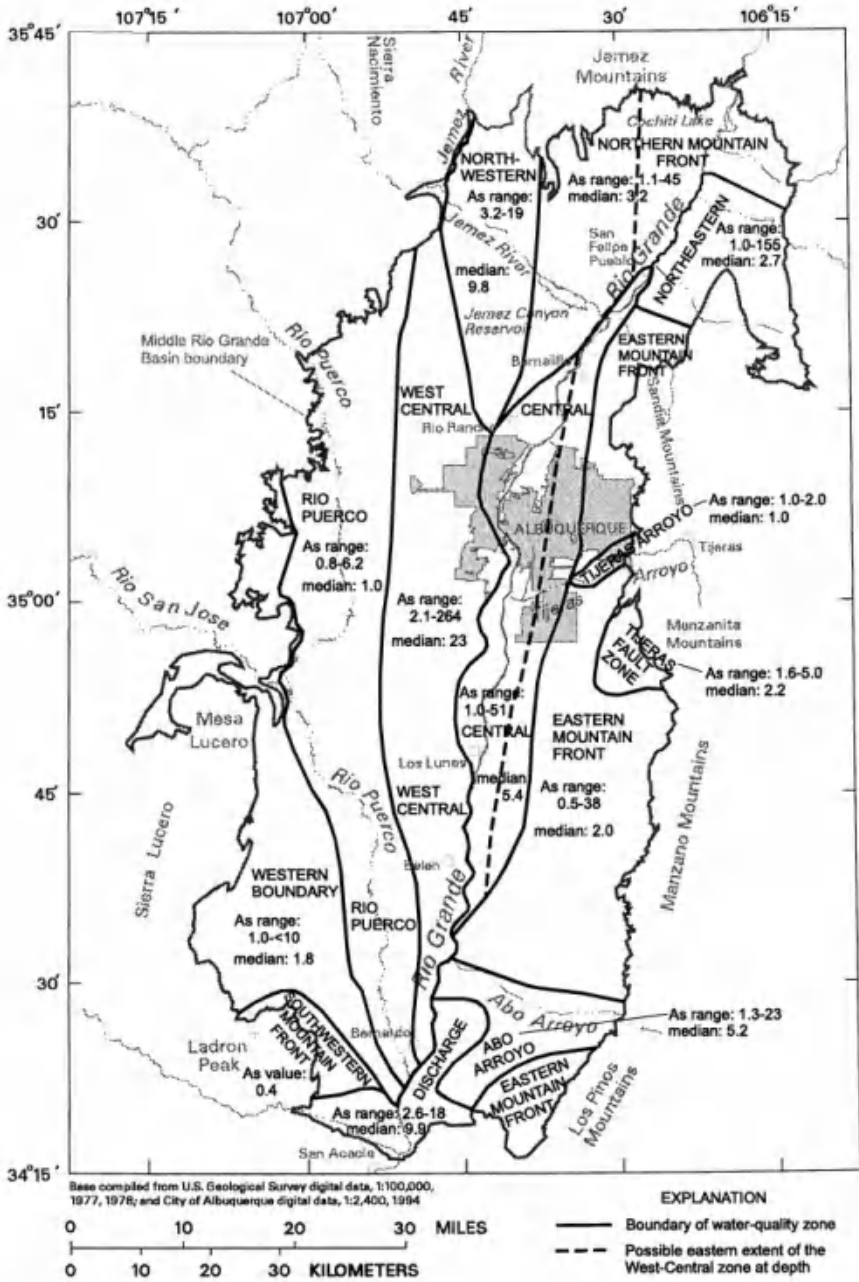 107°15′
107°00′
45′
30′
106°15′
35°45′
30′
15′
35°00′
45′
30′
34°15′
Sierra
Nacimiento
Jemez River
Jemez
Mountains
Cochiti Lake
NORTHERN MOUNTAIN
FRONT
As range: 1.1-45
median: 3.2
NORTH-
WESTERN
As range:
3.2-19
median:
9.8
Jemez River
Jemez Canyon
Reservoir
San
Felipe
Pueblo
Rio Grande
NORTHEASTERN
As range:
1.0-155
median: 2.7
EASTERN
MOUNTAIN
FRONT
Middle Rio Grande
Basin boundary
Rio Puerco
WEST
CENTRAL
CENTRAL
Bernalillo
Rio Rancho
Sandia Mountains
ALBUQUERQUE
RIO
PUERCO
As range:
0.8-6.2
median: 1.0
As range: 1.0-2.0
median: 1.0
TIJERAS ARROYO
Tijeras
Arroyo
Tijeras
Rio San Jose
As range:
2.1-264
median: 23
Manzanita
Mountains
TIJERAS
FAULT
ZONE
As range: 1.6-5.0
median: 2.2
Mesa
Lucero
As range:
1.0-51
CENTRAL
median:
5.4
EASTERN
MOUNTAIN
FRONT
As range:
0.5-38
median: 2.0
Los Lunas
Rio Puerco
WEST
CENTRAL
Sierra Lucero
Manzano Mountains
Belen
WESTERN
BOUNDARY
As range:
1.0-<10
median: 1.8
RIO
PUERCO
Rio Grande
Abo Arroyo
As range: 1.3-23
median: 5.2
ABO
ARROYO
SOUTHWESTERN
MOUNTAIN
FRONT
Bernardo
Ladron
Peak
As value:
0.4
DISCHARGE
EASTERN
MOUNTAIN
FRONT
Los Pinos
Mountains
As range: 2.6-18
median: 9.9
San Acacia
Base compiled from U.S. Geological Survey digital data, 1:100,000,
1977, 1978; and City of Albuquerque digital data, 1:2,400, 1994
0 10 20 30 MILES
0 10 20 30 KILOMETERS
EXPLANATION
Boundary of water-quality zone
Possible eastern extent of the
West-Central zone at depth